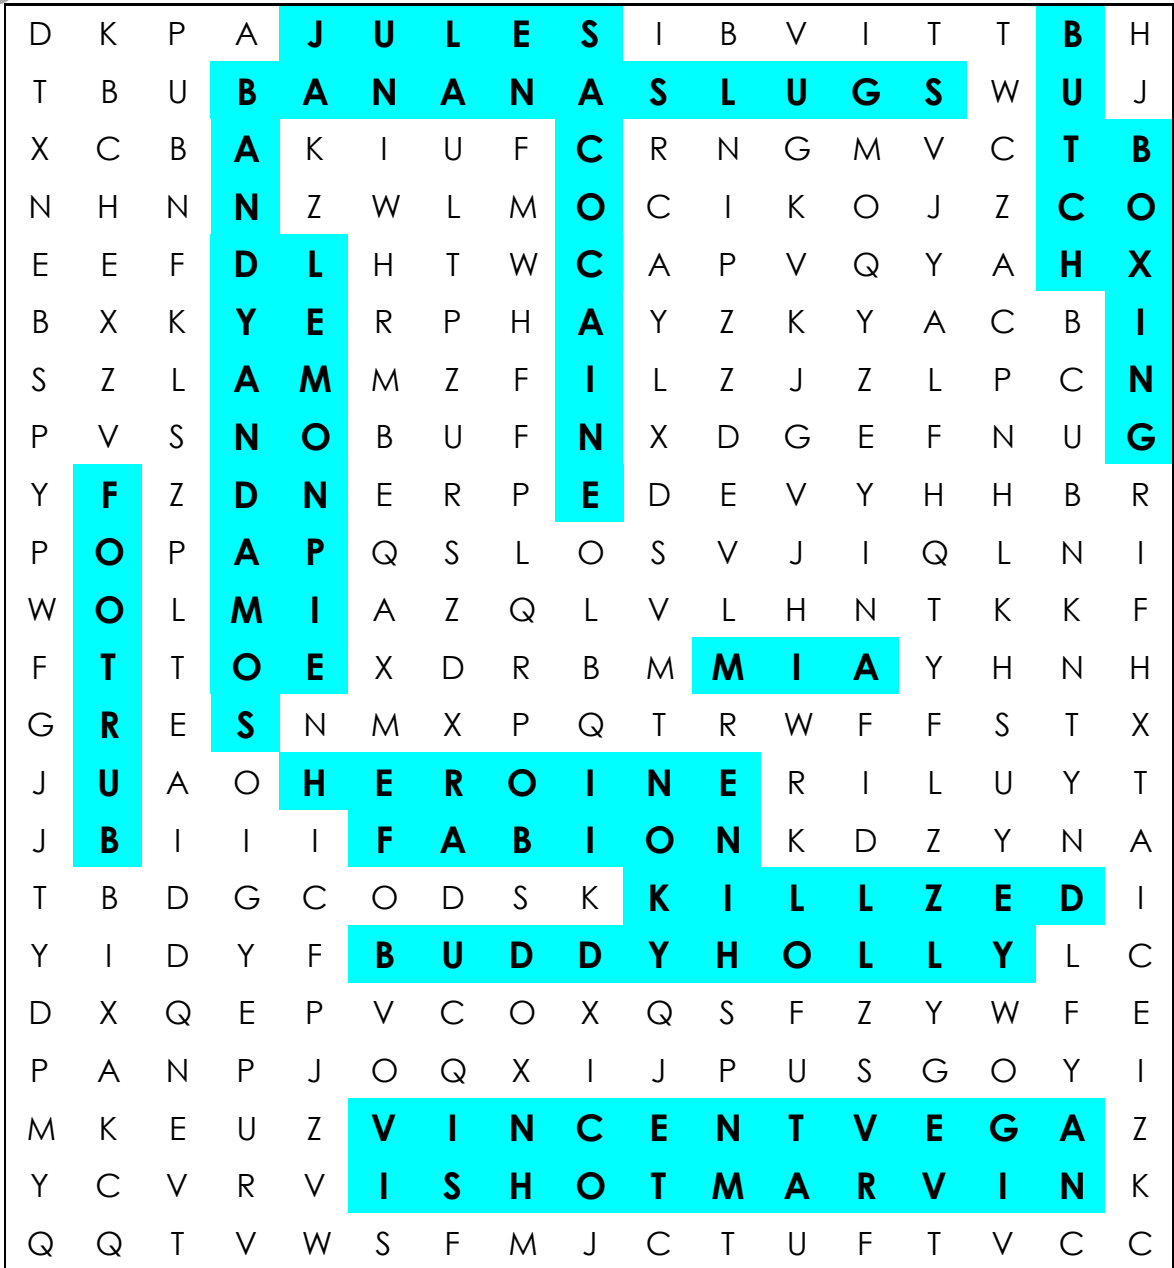 D K P A J U L E S I B V I T T B H
T B U B A N A N A S L U G S W U J
X C B A K I U F C R N G M V C T B
N H N N Z W L M O C I K O J Z C O
E E F D L H T W C A P V Q Y A H X
B X K Y E R P H A Y Z K Y A C B I
S Z L A M M Z F I L Z J Z L P C N
P V S N O B U F N X D G E F N U G
Y F Z D N E R P E D E V Y H H B R
P O P A P Q S L O S V J I Q L N I
W O L M I A Z Q L V L H N T K K F
F T T O E X D R B M M I A Y H N H
G R E S N M X P Q T R W F F S T X
J U A O H E R O I N E R I L U Y T
J B I I I F A B I O N K D Z Y N A
T B D G C O D S K K I L L Z E D I
Y I D Y F B U D D Y H O L L Y L C
D X Q E P V C O X Q S F Z Y W F E
P A N P J O Q X I J P U S G O Y I
M K E U Z V I N C E N T V E G A Z
Y C V R V I S H O T M A R V I N K
Q Q T V W S F M J C T U F T V C C